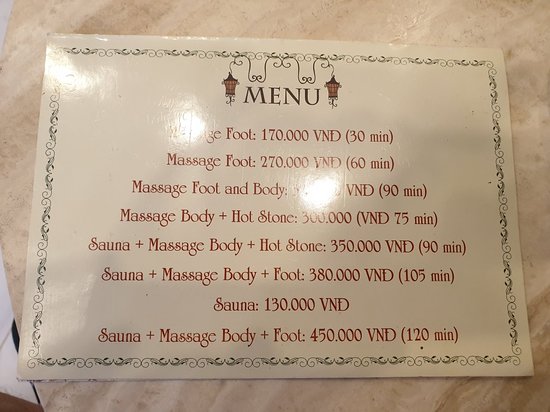 MENU
Foot: 170.000 VNĐ (30 min)
Massage Foot: 270.000 VNĐ (60 min)
Massage Foot and Body: VNĐ (90 min)
Massage Body + Hot Stone: 300.000 (VNĐ 75 min)
Sauna + Massage Body + Hot Stone: 350.000 VNĐ (90 min)
Sauna + Massage Body + Foot: 380.000 VNĐ (105 min)
Sauna: 130.000 VNĐ
Sauna + Massage Body + Foot: 450.000 VNĐ (120 min)